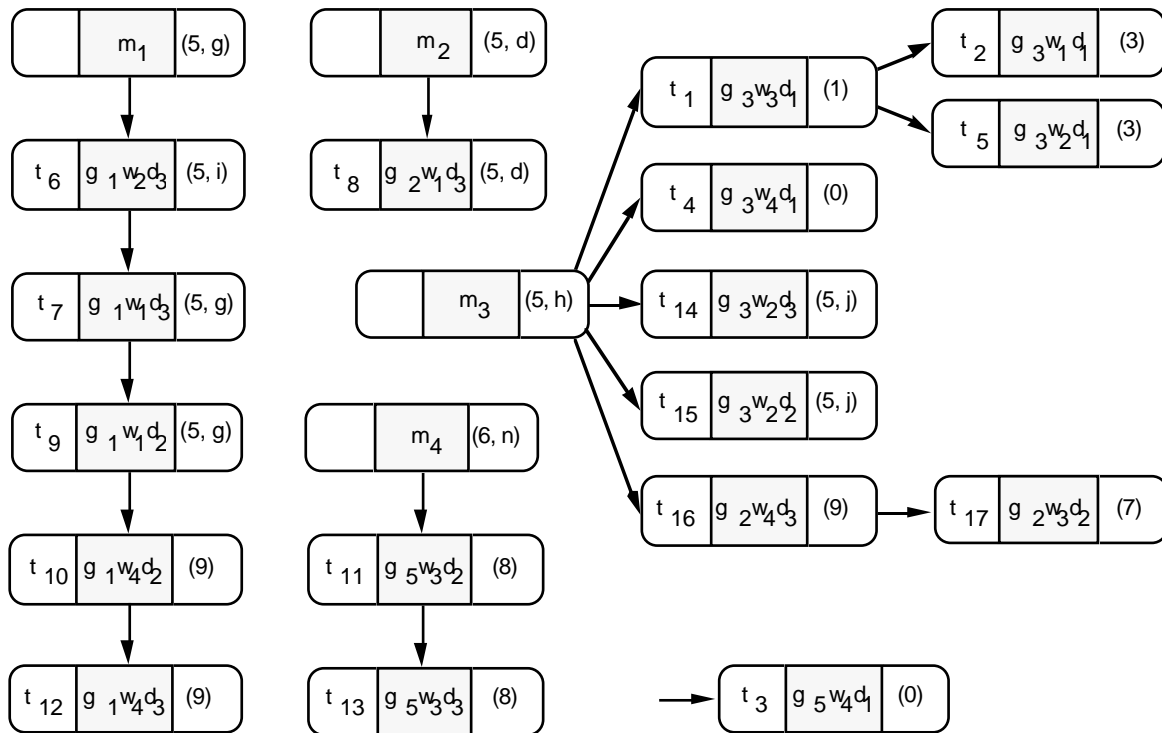 m1 (5, g)
t6 g1w2d3 (5, i)
t7 g1w1d3 (5, g)
t9 g1w1d2 (5, g)
t10 g1w4d2 (9)
t12 g1w4d3 (9)
m2 (5, d)
t8 g2w1d3 (5, d)
m3 (5, h)
t1 g3w3d1 (1)
t2 g3w1d1 (3)
t5 g3w2d1 (3)
t4 g3w4d1 (0)
t14 g3w2d3 (5, j)
t15 g3w2d2 (5, j)
t16 g2w4d3 (9)
t17 g2w3d2 (7)
m4 (6, n)
t11 g5w3d2 (8)
t13 g5w3d3 (8)
t3 g5w4d1 (0)